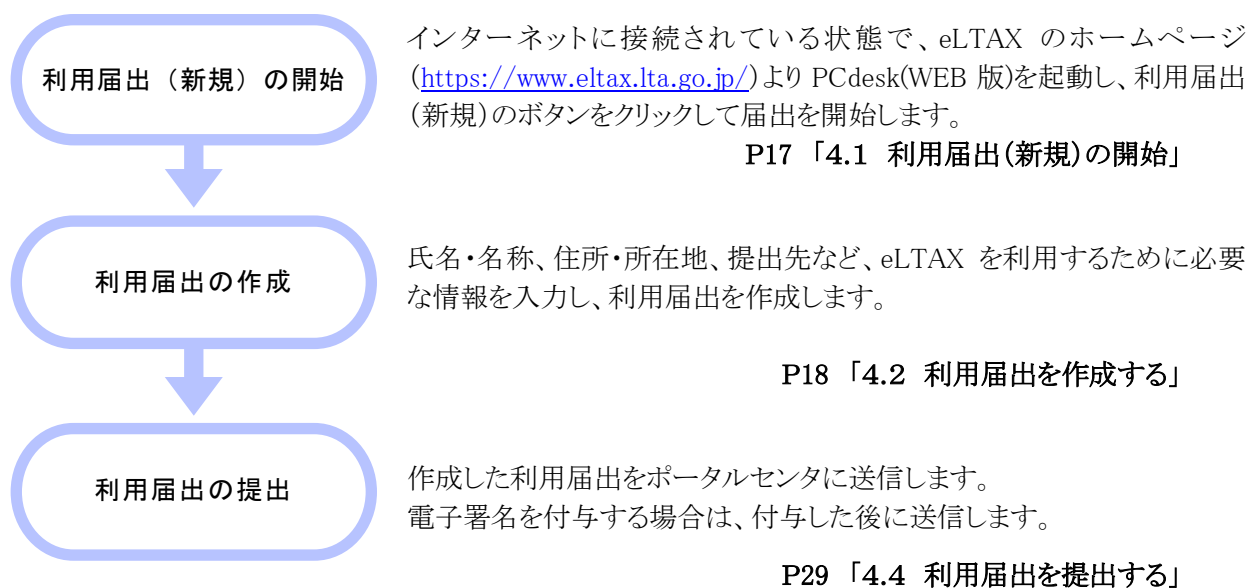 利用届出（新規）の開始
インターネットに接続されている状態で、eLTAX のホームページ
(https://www.eltax.lta.go.jp/)より PCdesk(WEB 版)を起動し、利用届出
(新規)のボタンをクリックして届出を開始します。
P17 「4.1 利用届出(新規)の開始」
利用届出の作成
氏名・名称、住所・所在地、提出先など、eLTAX を利用するために必要
な情報を入力し、利用届出を作成します。
P18 「4.2 利用届出を作成する」
利用届出の提出
作成した利用届出をポータルセンタに送信します。
電子署名を付与する場合は、付与した後に送信します。
P29 「4.4 利用届出を提出する」